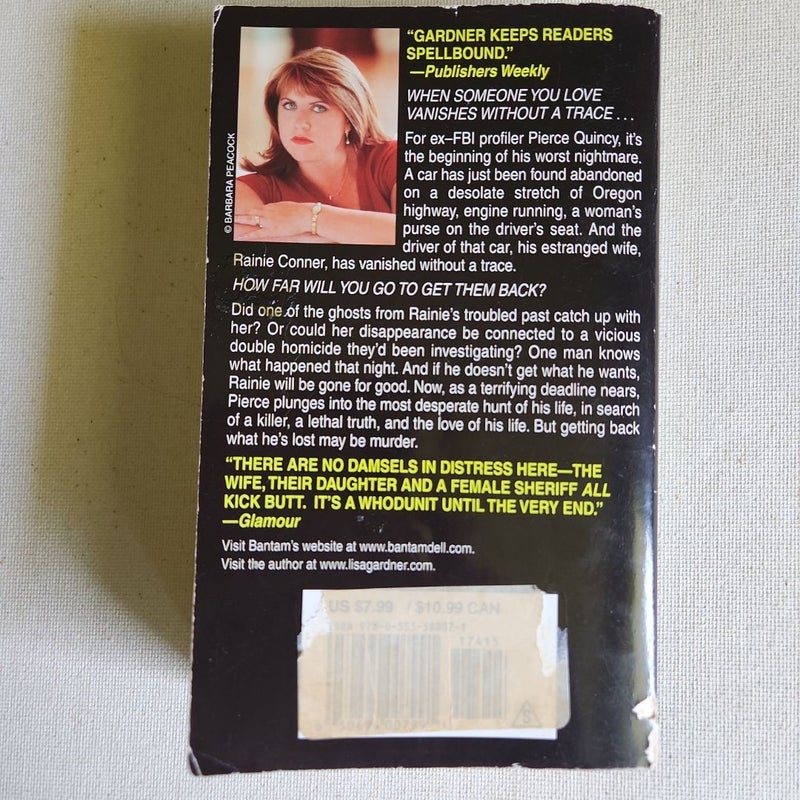 “GARDNER KEEPS READERS
SPELLBOUND.”
—Publishers Weekly
WHEN SOMEONE YOU LOVE
VANISHES WITHOUT A TRACE . . .
For ex–FBI profiler Pierce Quincy, it’s
the beginning of his worst nightmare.
A car has just been found abandoned
on a desolate stretch of Oregon
highway, engine running, a woman’s
purse on the driver’s seat. And the
driver of that car, his estranged wife,
Rainie Conner, has vanished without a trace.
© BARBARA PEACOCK
HOW FAR WILL YOU GO TO GET THEM BACK?
Did one of the ghosts from Rainie’s troubled past catch up with
her? Or could her disappearance be connected to a vicious
double homicide they’d been investigating? One man knows
what happened that night. And if he doesn’t get what he wants,
Rainie will be gone for good. Now, as a terrifying deadline nears,
Pierce plunges into the most desperate hunt of his life, in search
of a killer, a lethal truth, and the love of his life. But getting back
what he’s lost may be murder.
“THERE ARE NO DAMSELS IN DISTRESS HERE—THE
WIFE, THEIR DAUGHTER AND A FEMALE SHERIFF ALL
KICK BUTT. IT’S A WHODUNIT UNTIL THE VERY END.”
—Glamour
Visit Bantam’s website at www.bantamdell.com.
Visit the author at www.lisagardner.com.
US $7.99 / $10.99 CAN
17415
S